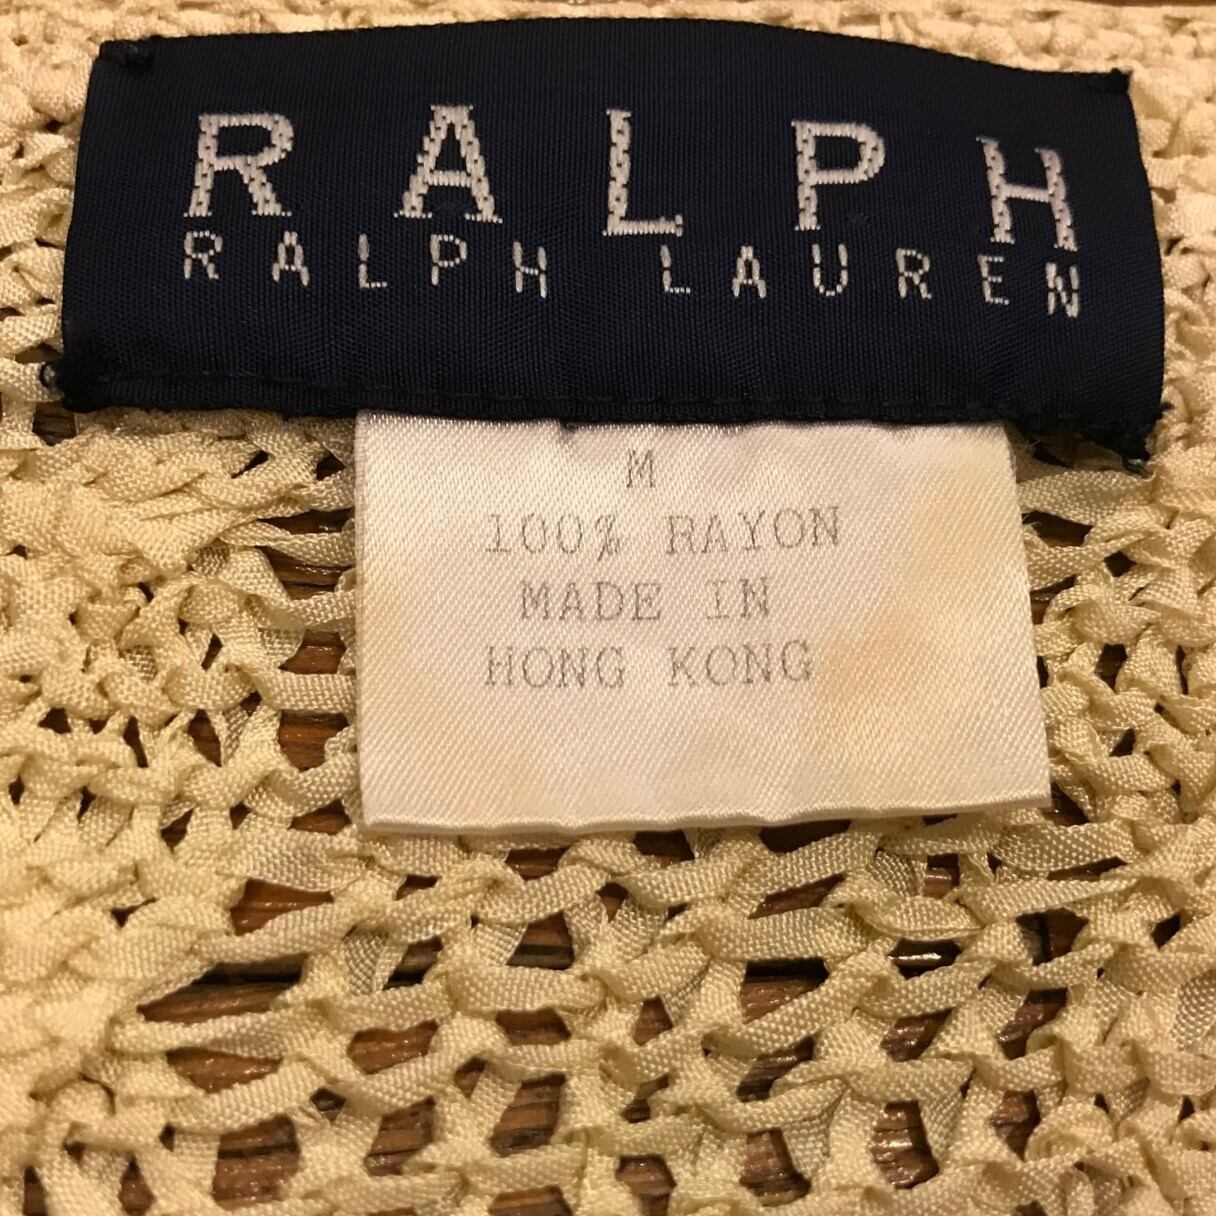 RALPH
RALPH LAUREN
M
100% RAYON
MADE IN
HONG KONG